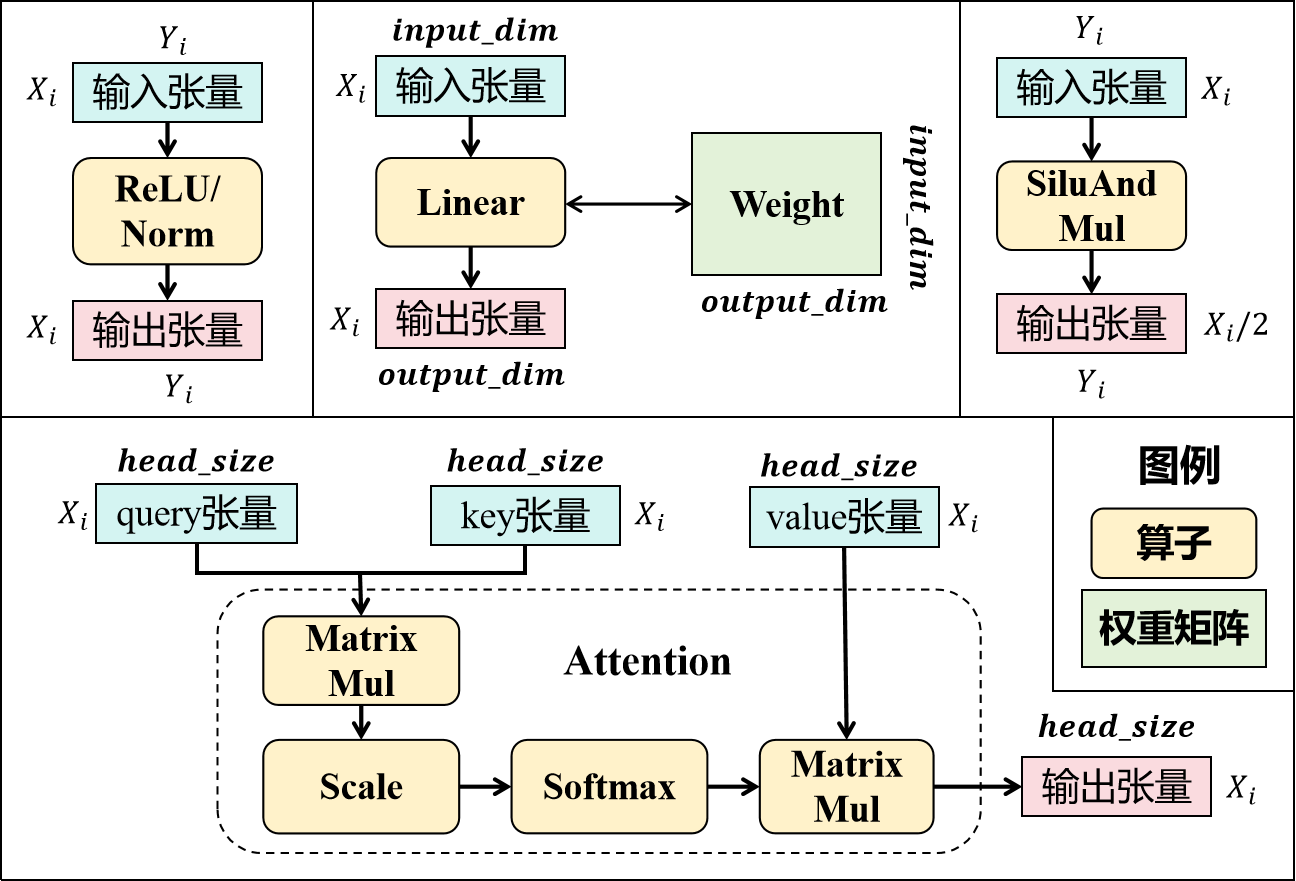 Y_i
X_i 输入张量
ReLU/
Norm
X_i 输出张量
Y_i
input_dim
X_i 输入张量
Linear
Weight
input_dim
output_dim
X_i 输出张量
output_dim
Y_i
输入张量 X_i
SiluAnd
Mul
输出张量 X_i/2
Y_i
head_size
X_i query张量
head_size
key张量 X_i
head_size
value张量 X_i
Matrix
Mul
Attention
Scale
Softmax
Matrix
Mul
head_size
输出张量 X_i
图例
算子
权重矩阵